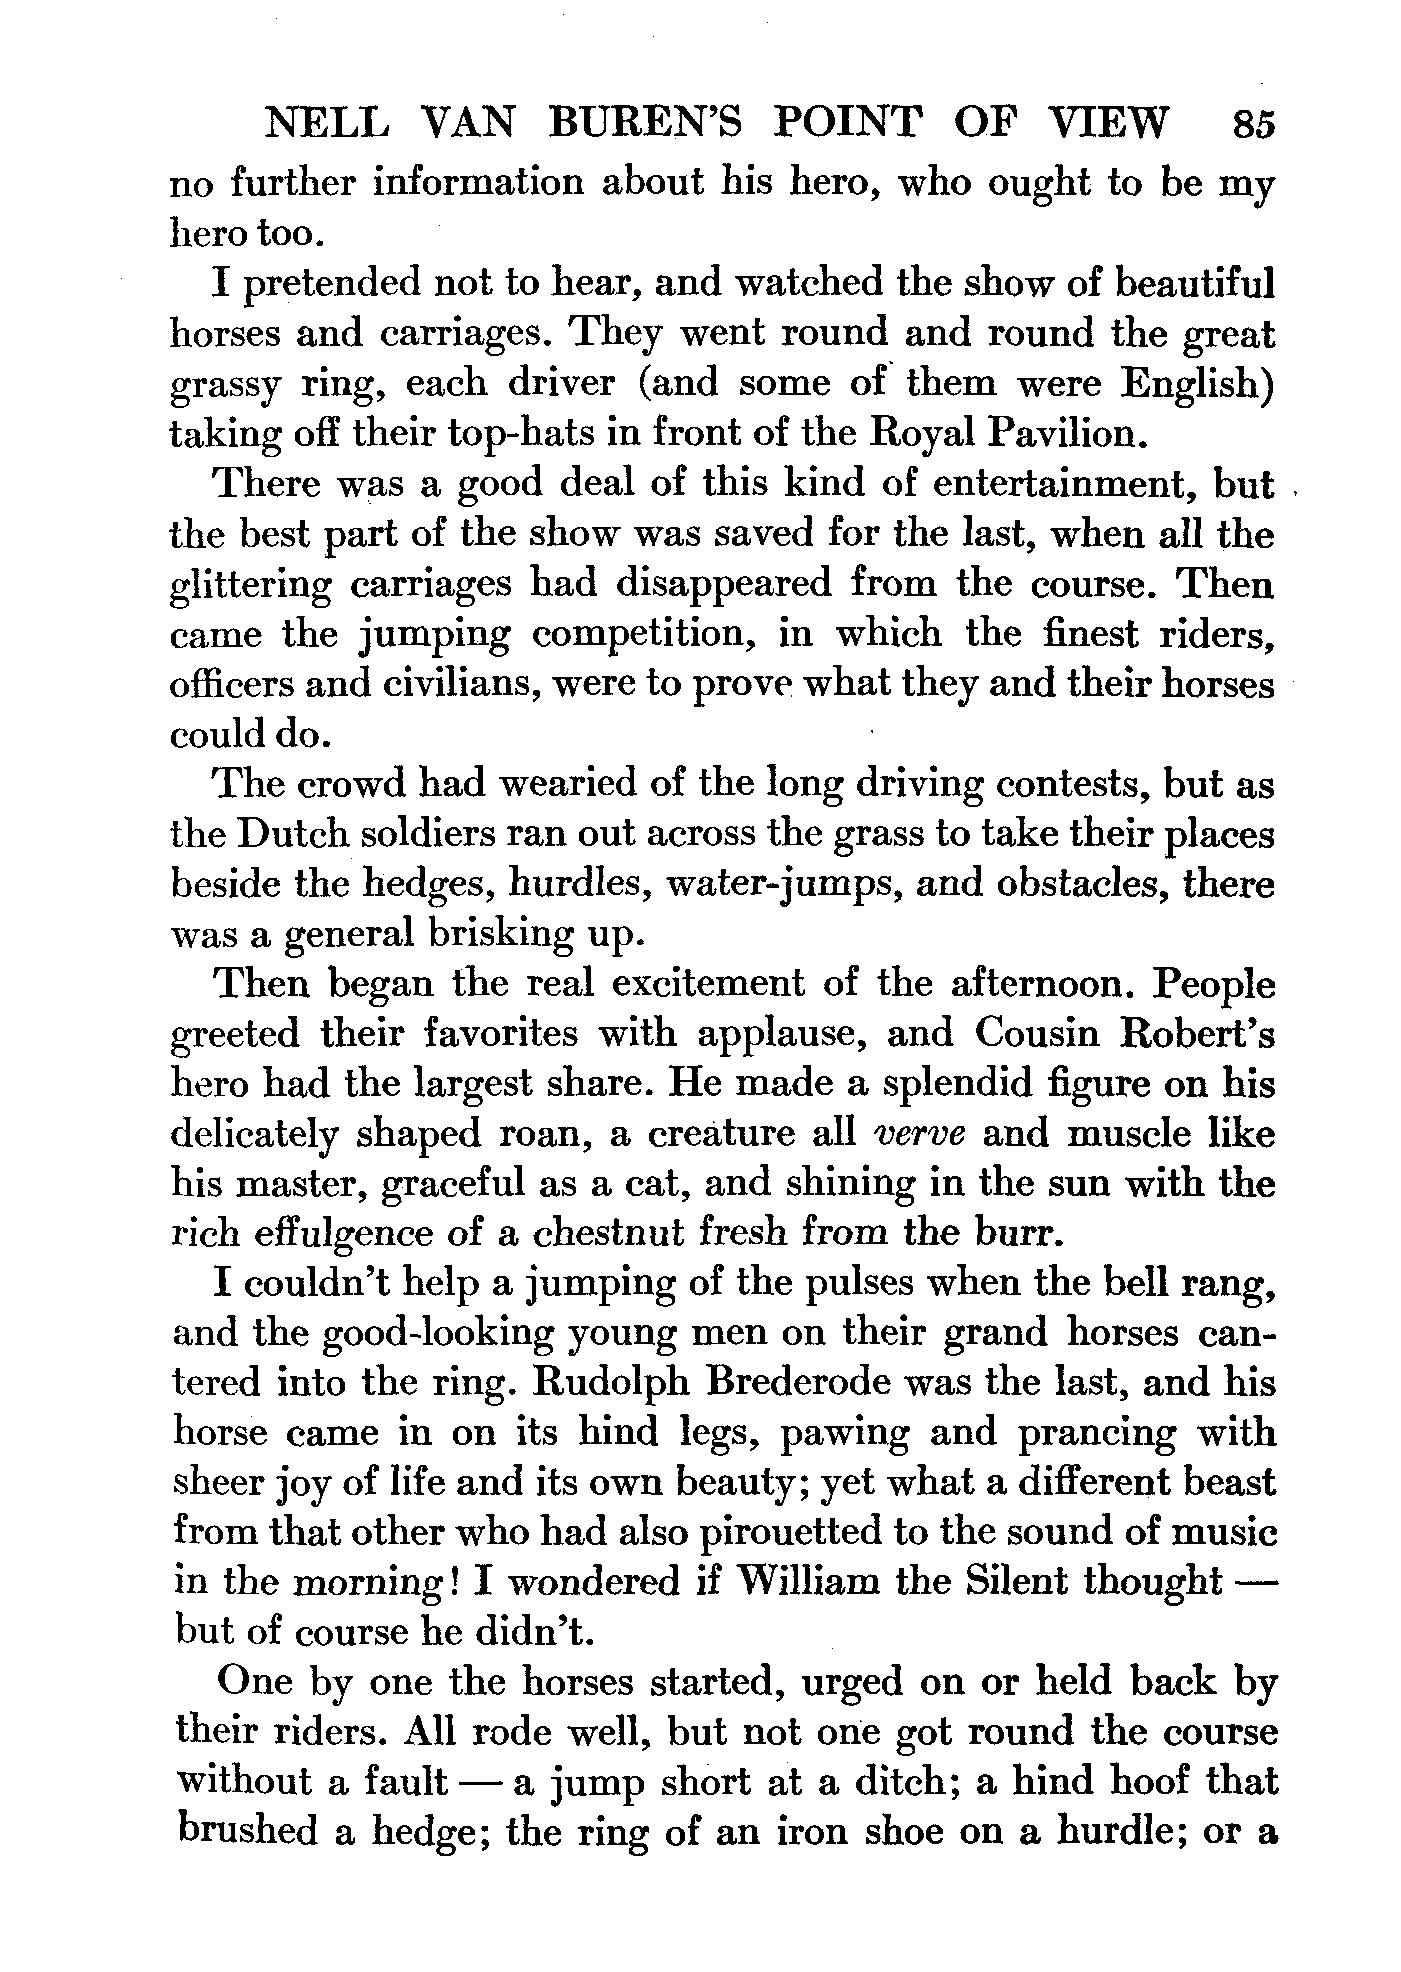 NELL VAN BUREN'S POINT OF VIEW 85
no further information about his hero, who ought to be my
hero too.
I pretended not to hear, and watched the show of beautiful
horses and carriages. They went round and round the great
grassy ring, each driver (and some of them were English)
taking off their top-hats in front of the Royal Pavilion.
There was a good deal of this kind of entertainment, but
the best part of the show was saved for the last, when all the
glittering carriages had disappeared from the course. Then
came the jumping competition, in which the finest riders,
officers and civilians, were to prove what they and their horses
could do.
The crowd had wearied of the long driving contests, but as
the Dutch soldiers ran out across the grass to take their places
beside the hedges, hurdles, water-jumps, and obstacles, there
was a general brisking up.
Then began the real excitement of the afternoon. People
greeted their favorites with applause, and Cousin Robert's
hero had the largest share. He made a splendid figure on his
delicately shaped roan, a creature all verve and muscle like
his master, graceful as a cat, and shining in the sun with the
rich effulgence of a chestnut fresh from the burr.
I couldn't help a jumping of the pulses when the bell rang,
and the good-looking young men on their grand horses can-
tered into the ring. Rudolph Brederode was the last, and his
horse came in on its hind legs, pawing and prancing with
sheer joy of life and its own beauty; yet what a different beast
from that other who had also pirouetted to the sound of music
in the morning! I wondered if William the Silent thought —
but of course he didn't.
One by one the horses started, urged on or held back by
their riders. All rode well, but not one got round the course
without a fault — a jump short at a ditch; a hind hoof that
brushed a hedge; the ring of an iron shoe on a hurdle; or a